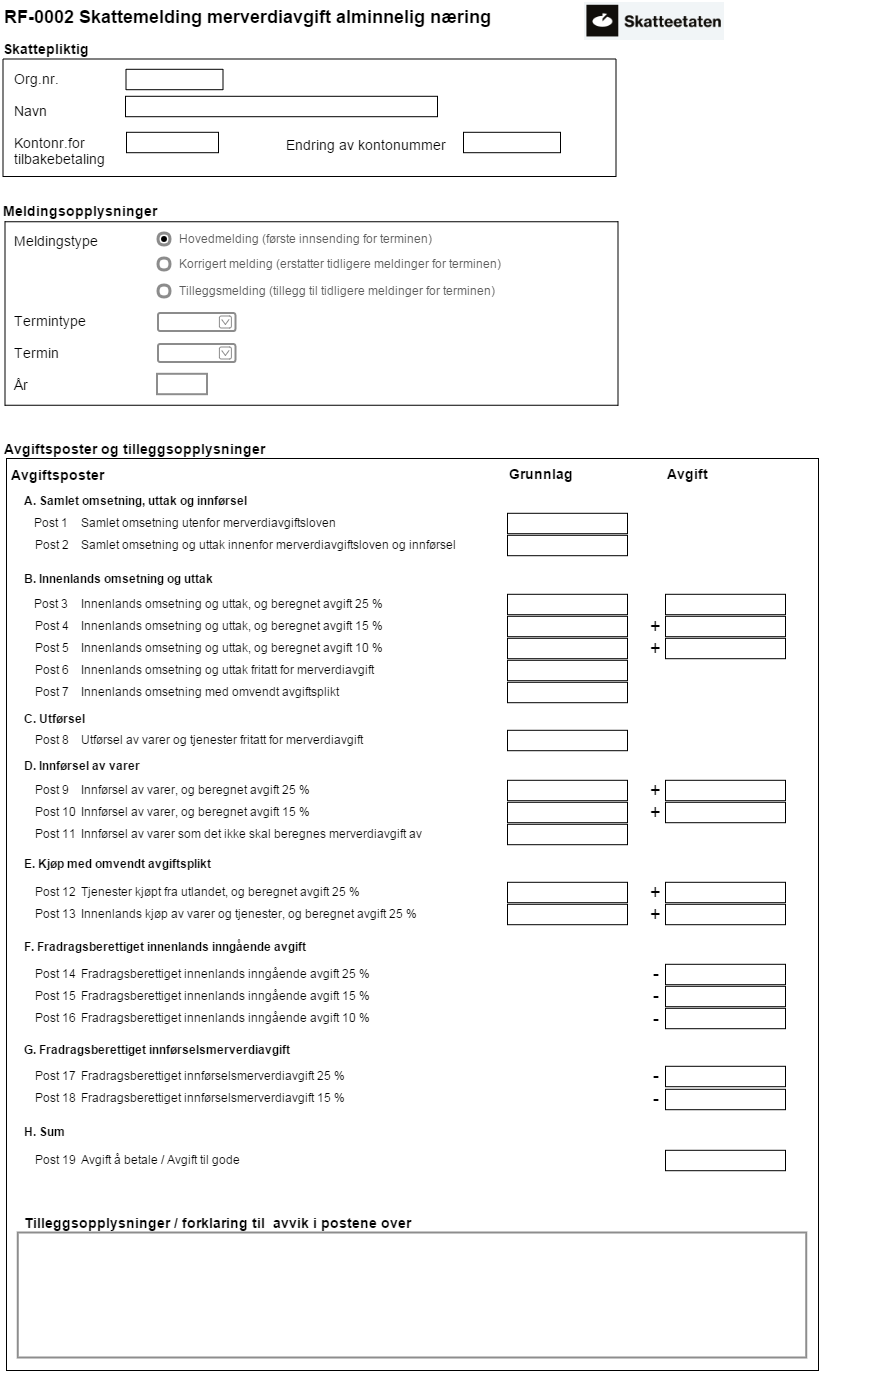 RF-0002 Skattemelding merverdiavgift alminnelig næring
Skatteetaten
Skattepliktig
Org.nr.
Navn
Kontonr.for tilbakebetaling
Endring av kontonummer
Meldingsopplysninger
Meldingstype
Hovedmelding (første innsending for terminen)
Korrigert melding (erstatter tidligere meldinger for terminen)
Tilleggsmelding (tillegg til tidligere meldinger for terminen)
Termintype
Termin
År
Avgiftsposter og tilleggsopplysninger
Avgiftsposter Grunnlag Avgift
A. Samlet omsetning, uttak og innførsel
Post 1 Samlet omsetning utenfor merverdiavgiftsloven
Post 2 Samlet omsetning og uttak innenfor merverdiavgiftsloven og innførsel
B. Innenlands omsetning og uttak
Post 3 Innenlands omsetning og uttak, og beregnet avgift 25 %
Post 4 Innenlands omsetning og uttak, og beregnet avgift 15 % +
Post 5 Innenlands omsetning og uttak, og beregnet avgift 10 % +
Post 6 Innenlands omsetning og uttak fritatt for merverdiavgift
Post 7 Innenlands omsetning med omvendt avgiftsplikt
C. Utførsel
Post 8 Utførsel av varer og tjenester fritatt for merverdiavgift
D. Innførsel av varer
Post 9 Innførsel av varer, og beregnet avgift 25 % +
Post 10 Innførsel av varer, og beregnet avgift 15 % +
Post 11 Innførsel av varer som det ikke skal beregnes merverdiavgift av
E. Kjøp med omvendt avgiftsplikt
Post 12 Tjenester kjøpt fra utlandet, og beregnet avgift 25 % +
Post 13 Innenlands kjøp av varer og tjenester, og beregnet avgift 25 % +
F. Fradragsberettiget innenlands inngående avgift
Post 14 Fradragsberettiget innenlands inngående avgift 25 % -
Post 15 Fradragsberettiget innenlands inngående avgift 15 % -
Post 16 Fradragsberettiget innenlands inngående avgift 10 % -
G. Fradragsberettiget innførselsmerverdiavgift
Post 17 Fradragsberettiget innførselsmerverdiavgift 25 % -
Post 18 Fradragsberettiget innførselsmerverdiavgift 15 % -
H. Sum
Post 19 Avgift å betale / Avgift til gode
Tilleggsopplysninger / forklaring til avvik i postene over